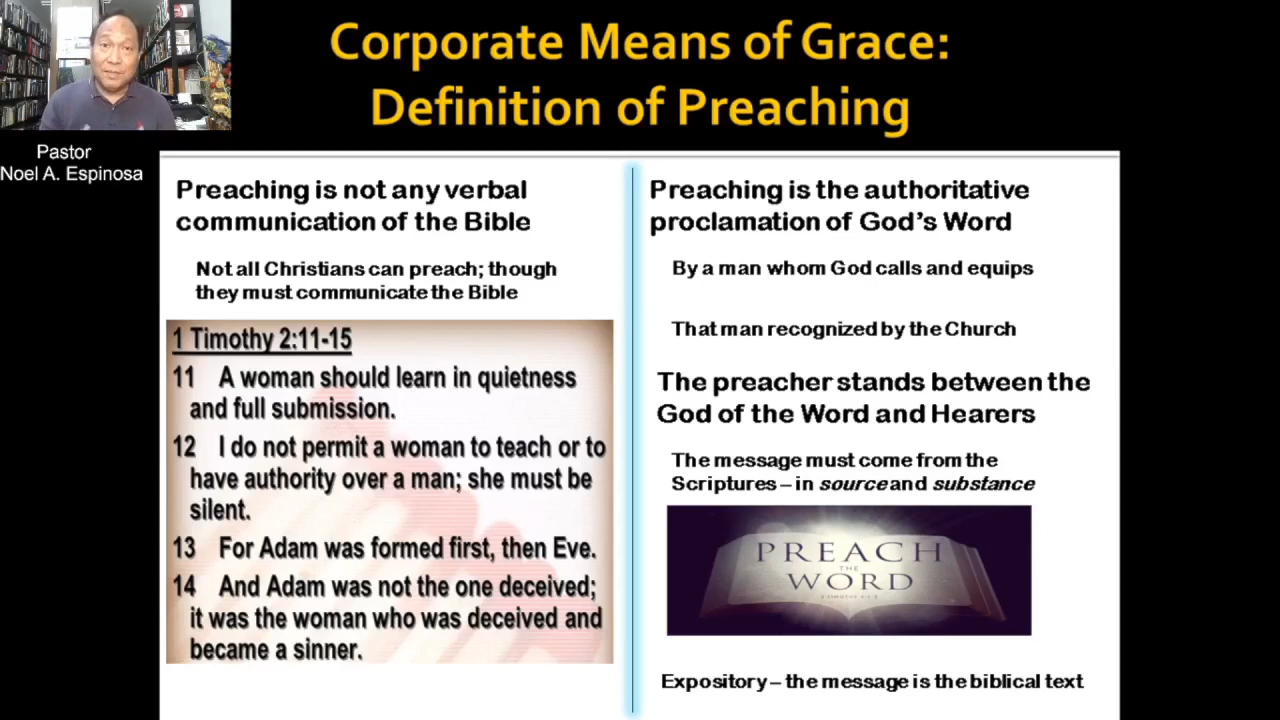 Corporate Means of Grace:
Definition of Preaching
Pastor
Noel A. Espinosa
Preaching is not any verbal
communication of the Bible
Not all Christians can preach; though
they must communicate the Bible
1 Timothy 2:11-15
11 A woman should learn in quietness
and full submission.
12 I do not permit a woman to teach or to
have authority over a man; she must be
silent.
13 For Adam was formed first, then Eve.
14 And Adam was not the one deceived;
it was the woman who was deceived and
became a sinner.
Preaching is the authoritative
proclamation of God's Word
By a man whom God calls and equips
That man recognized by the Church
The preacher stands between the
God of the Word and Hearers
The message must come from the
Scriptures – in source and substance
PREACH
THE
WORD
Expository – the message is the biblical text